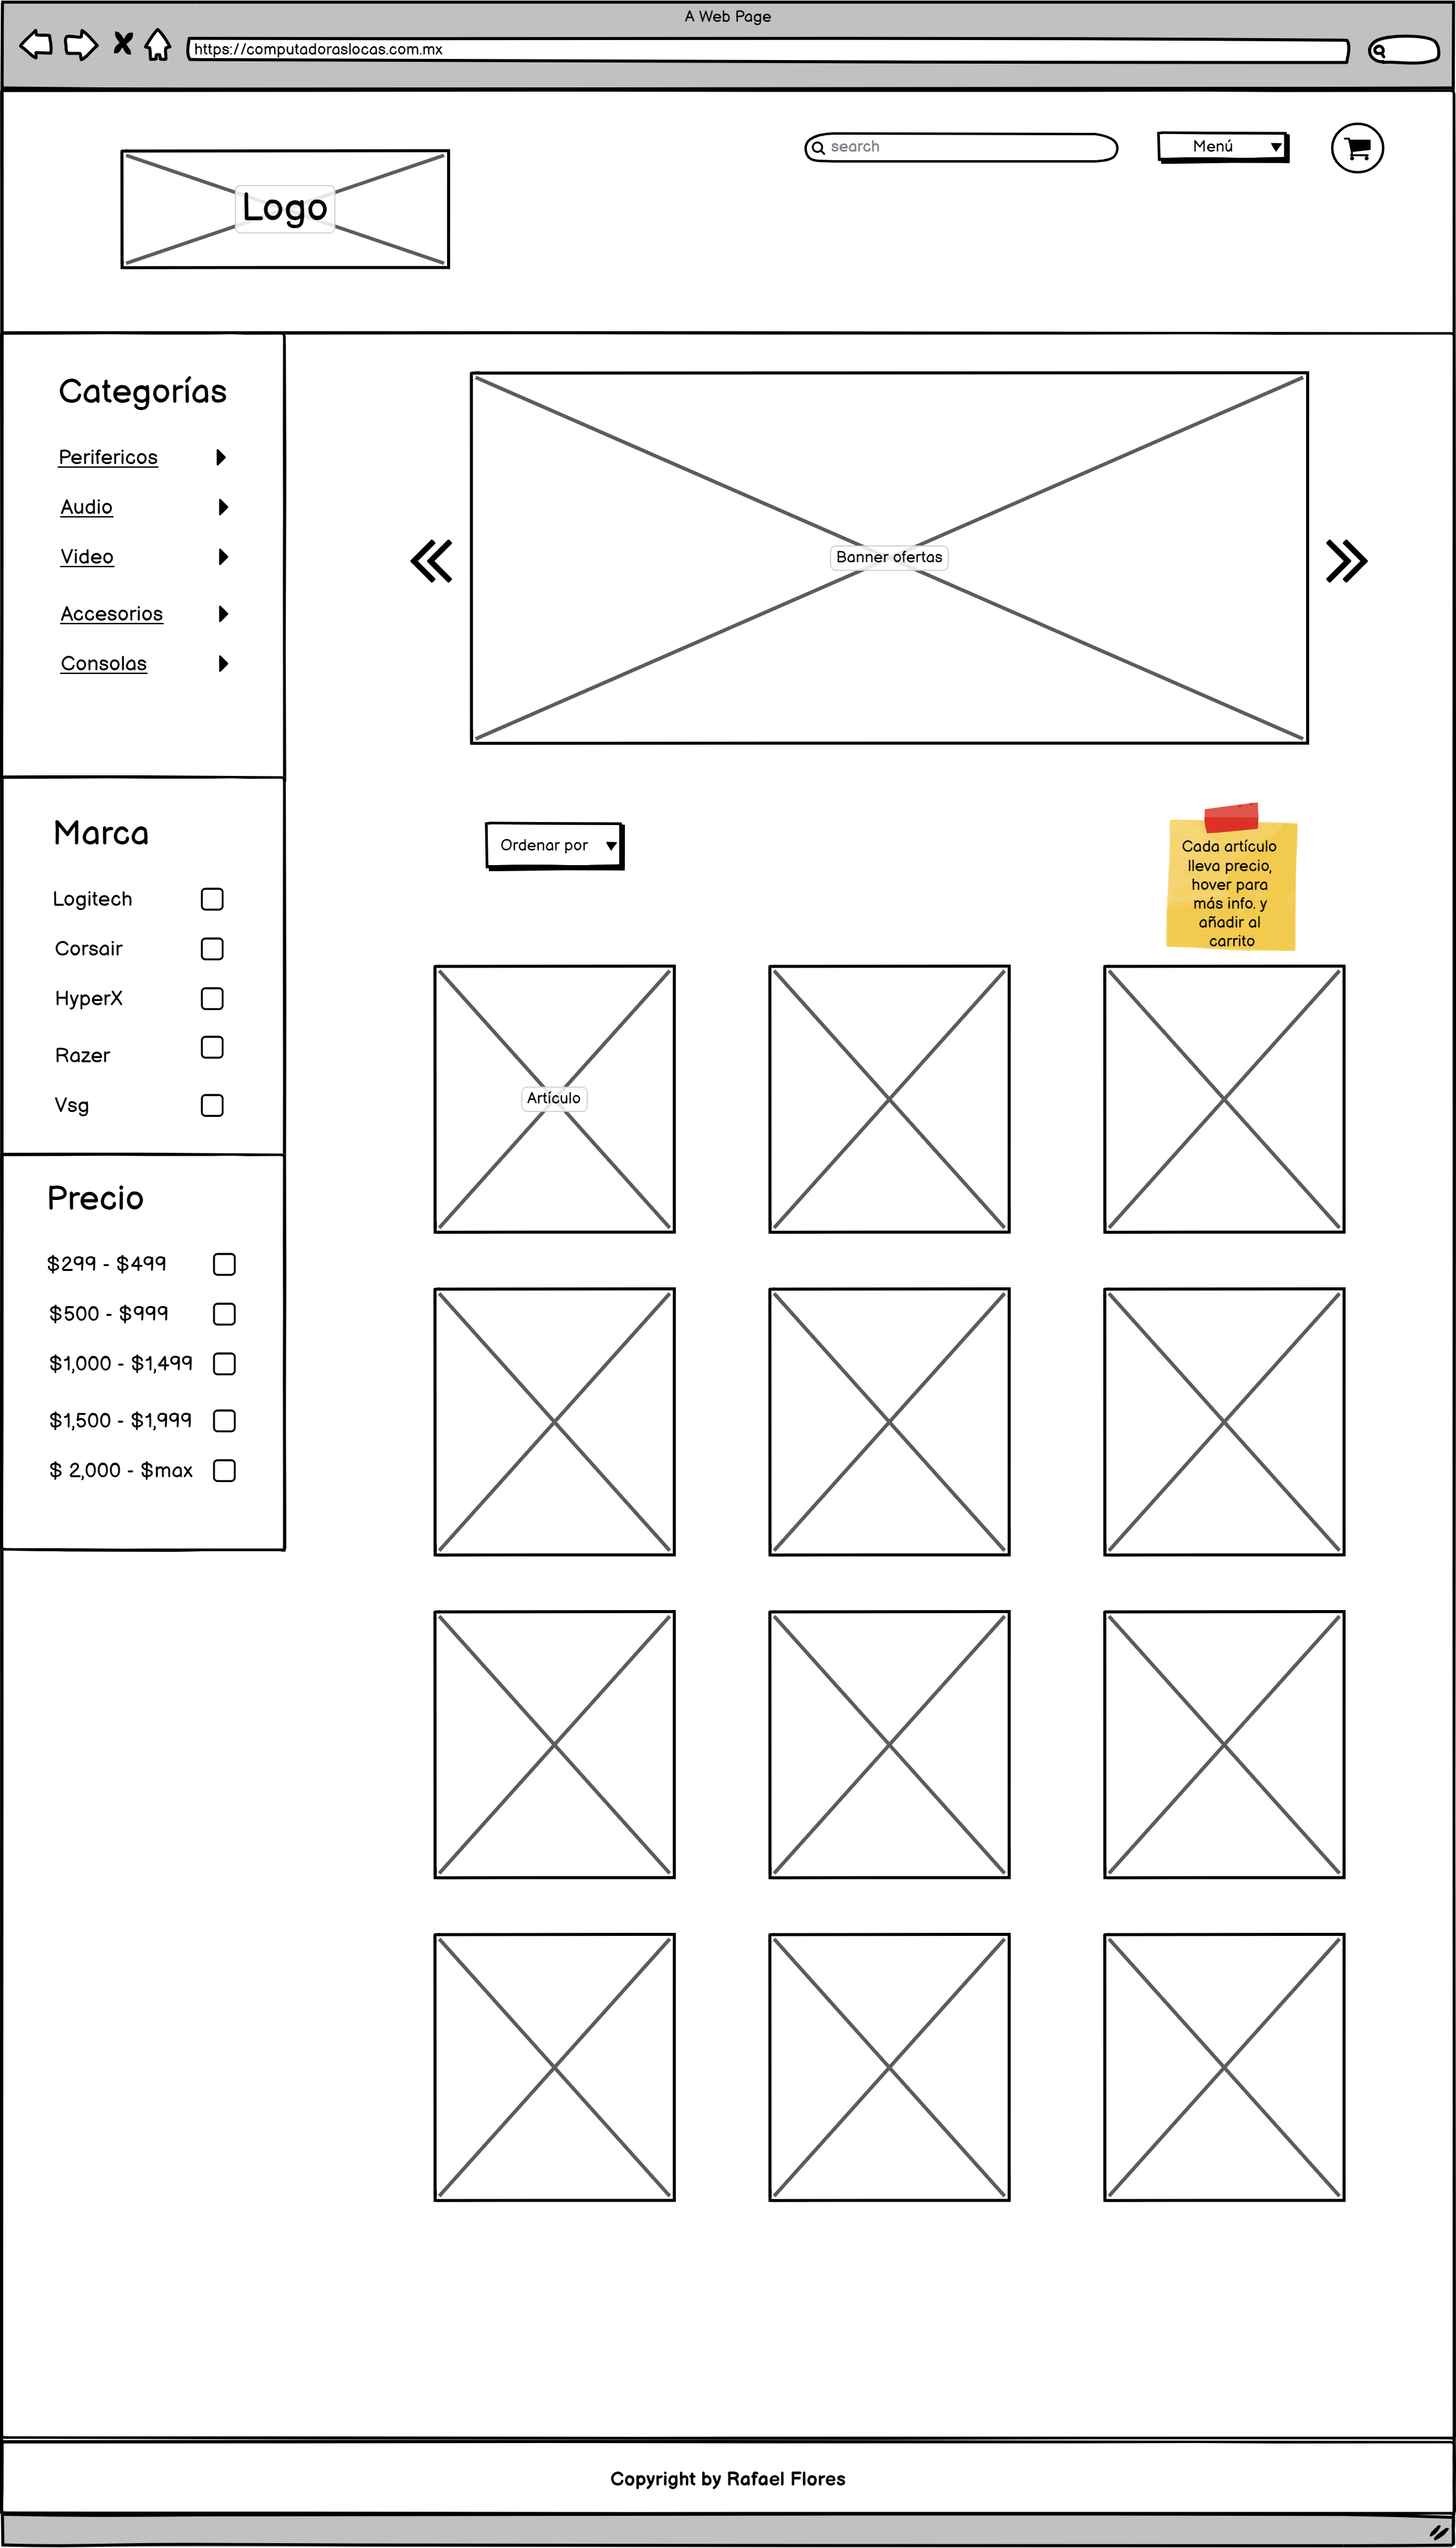 A Web Page
https://computadoraslocas.com.mx
search
Menú
Logo
Categorías
Perifericos
Audio
Video
Accesorios
Consolas
Banner ofertas
Marca
Logitech
Corsair
HyperX
Razer
Vsg
Precio
$299 - $499
$500 - $999
$1,000 - $1,499
$1,500 - $1,999
$ 2,000 - $max
Ordenar por
Cada artículo
lleva precio,
hover para
más info. y
añadir al
carrito
Artículo
Copyright by Rafael Flores